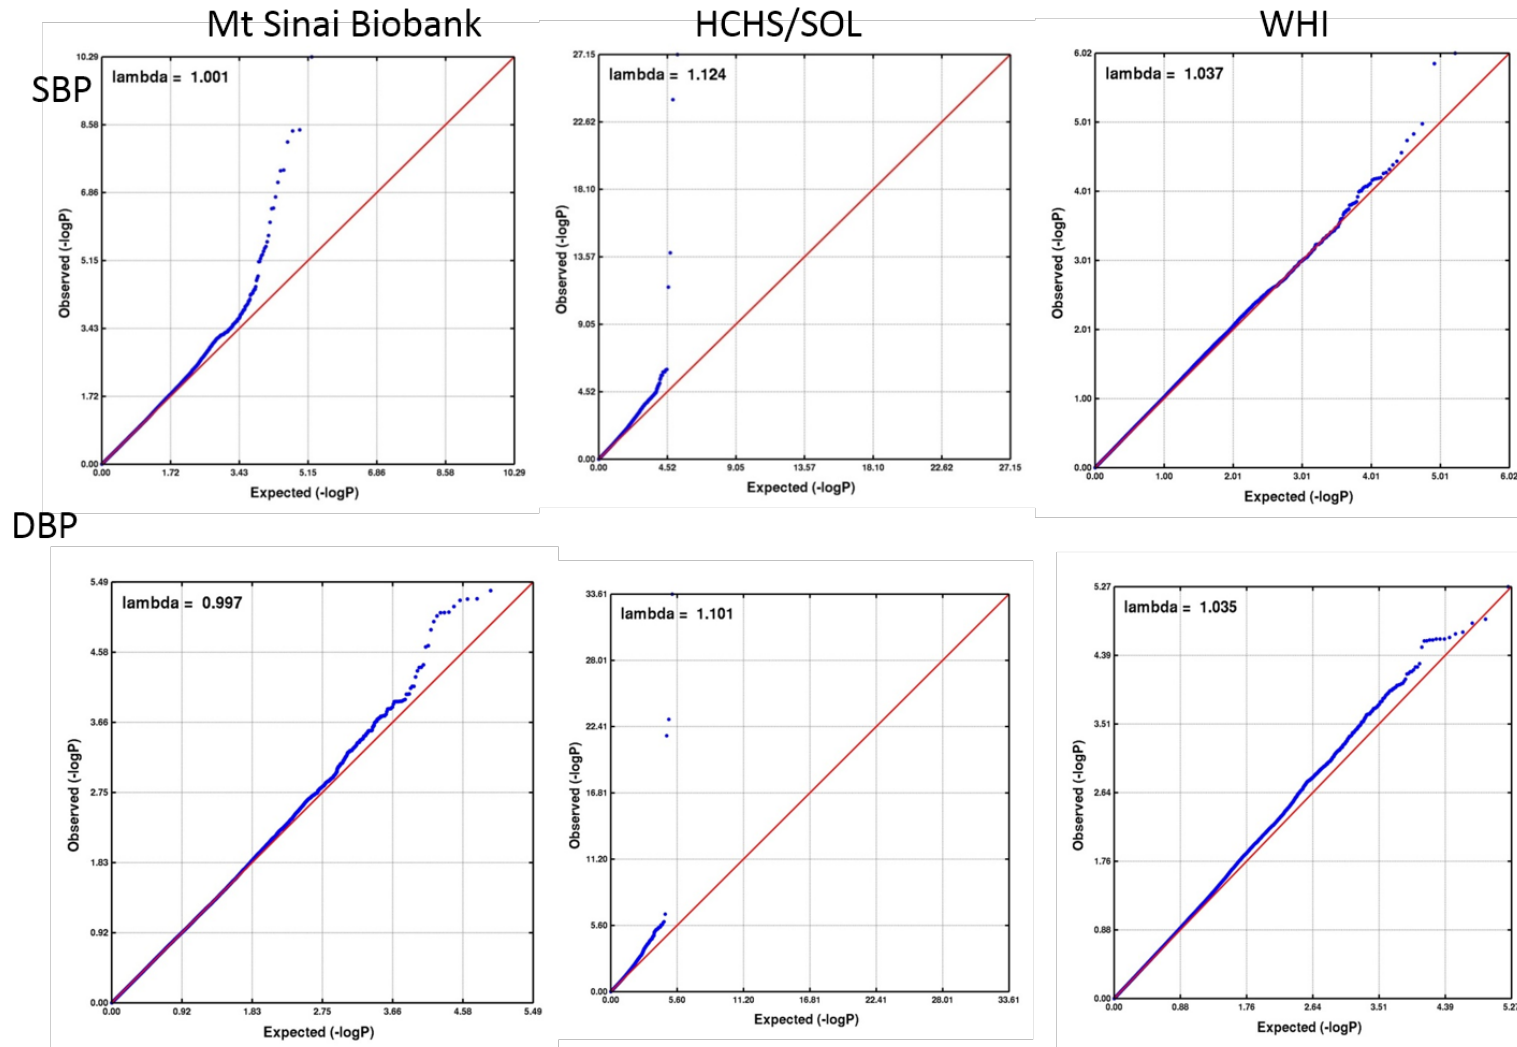 Mt Sinai Biobank
HCHS/SOL
WHI
SBP
10.29
8.58
6.86
5.15
3.43
1.72
0.00
lambda = 1.001
Observed (-logP)
0.00 1.72 3.43 5.15 6.86 8.58 10.29
Expected (-logP)
27.15
22.62
18.10
13.57
9.05
4.52
0.00
lambda = 1.124
Observed (-logP)
0.00 4.52 9.05 13.57 18.10 22.62 27.15
Expected (-logP)
6.02
5.01
4.01
3.01
2.01
1.00
0.00
lambda = 1.037
Observed (-logP)
0.00 1.00 2.01 3.01 4.01 5.01 6.02
Expected (-logP)
DBP
5.49
4.58
3.66
2.75
1.83
0.92
0.00
lambda = 0.997
Observed (-logP)
0.00 0.92 1.83 2.75 3.66 4.58 5.49
Expected (-logP)
33.61
28.01
22.41
16.81
11.20
5.60
0.00
lambda = 1.101
Observed (-logP)
0.00 5.60 11.20 16.81 22.41 28.01 33.61
Expected (-logP)
5.27
4.39
3.51
2.64
1.76
0.88
0.00
lambda = 1.035
Observed (-logP)
0.00 0.88 1.76 2.64 3.51 4.39 5.27
Expected (-logP)